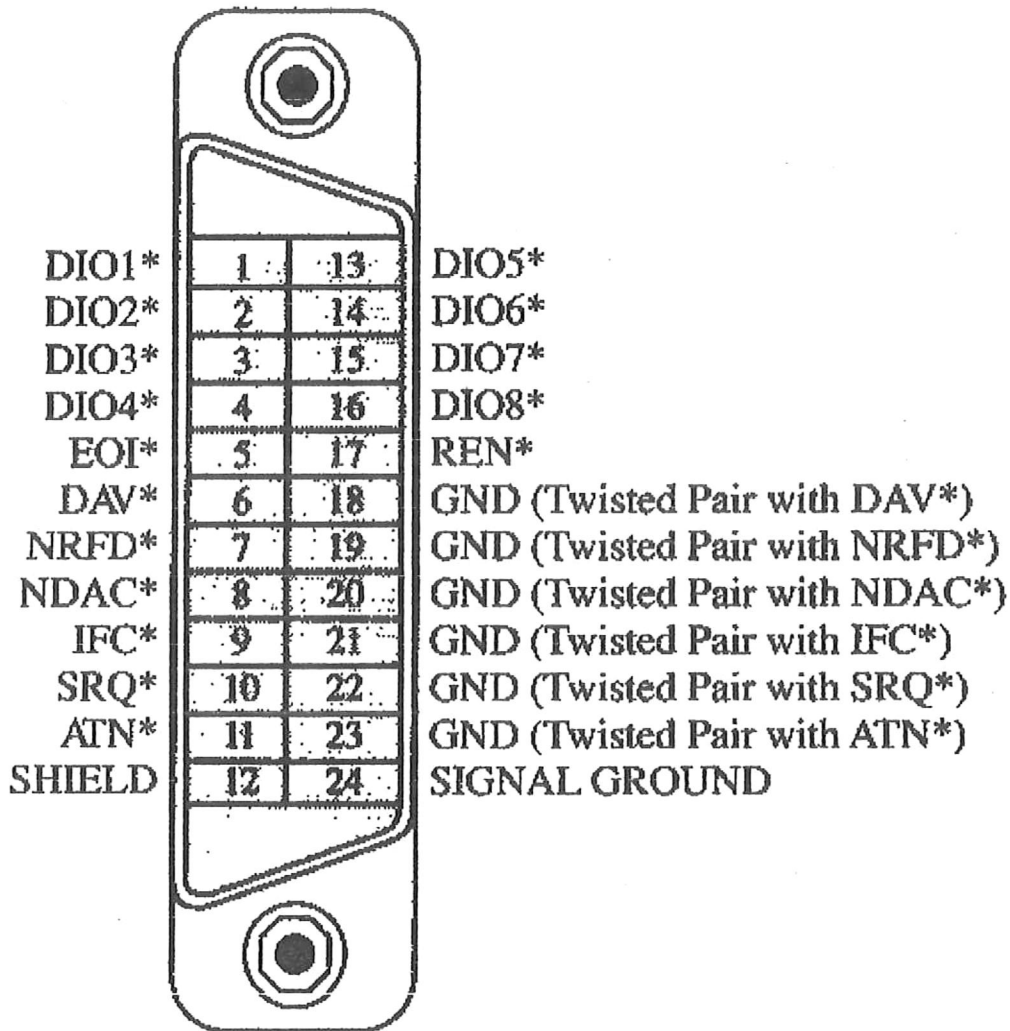 DIO1* 1 13 DIO5*
DIO2* 2 14 DIO6*
DIO3* 3 15 DIO7*
DIO4* 4 16 DIO8*
EOI* 5 17 REN*
DAV* 6 18 GND (Twisted Pair with DAV*)
NRFD* 7 19 GND (Twisted Pair with NRFD*)
NDAC* 8 20 GND (Twisted Pair with NDAC*)
IFC* 9 21 GND (Twisted Pair with IFC*)
SRQ* 10 22 GND (Twisted Pair with SRQ*)
ATN* 11 23 GND (Twisted Pair with ATN*)
SHIELD 12 24 SIGNAL GROUND